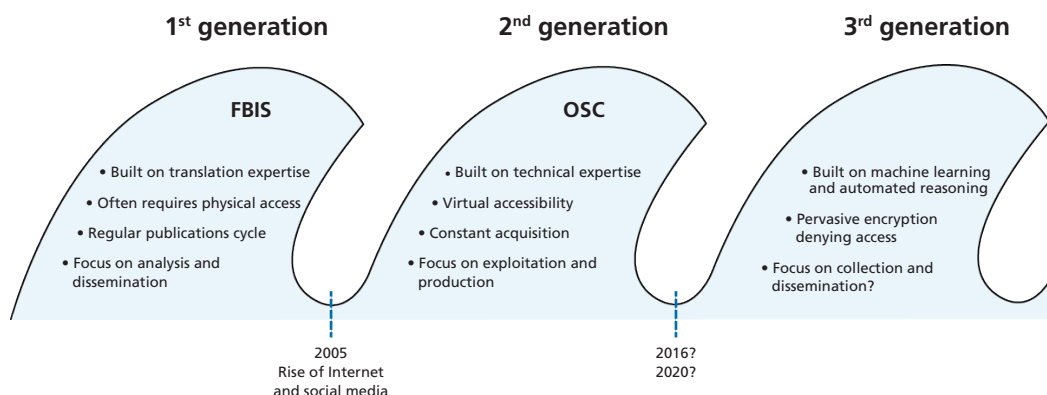 1st generation
FBIS
• Built on translation expertise
• Often requires physical access
• Regular publications cycle
• Focus on analysis and
dissemination
2005
Rise of Internet
and social media
2nd generation
OSC
• Built on technical expertise
• Virtual accessibility
• Constant acquisition
• Focus on exploitation and
production
2016?
2020?
3rd generation
• Built on machine learning
and automated reasoning
• Pervasive encryption
denying access
• Focus on collection and
dissemination?